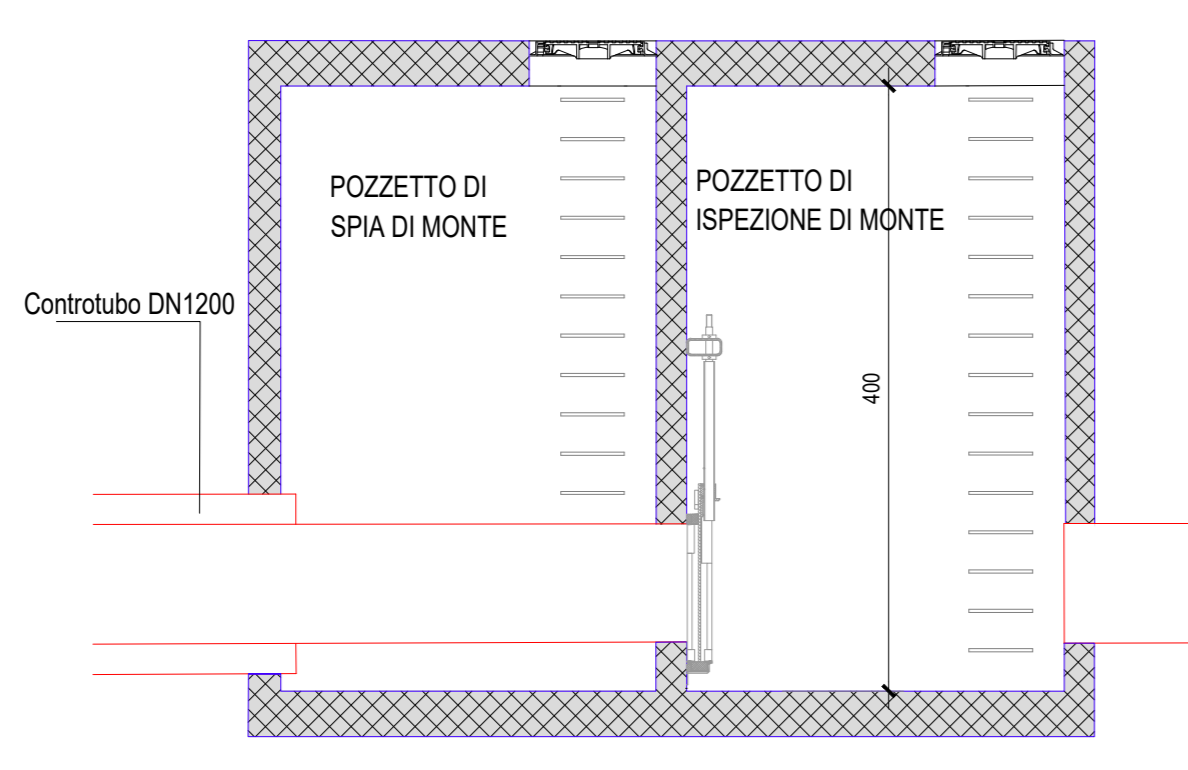 POZZETTO DI
SPIA DI MONTE
POZZETTO DI
ISPEZIONE DI MONTE
Controtubo DN1200
400